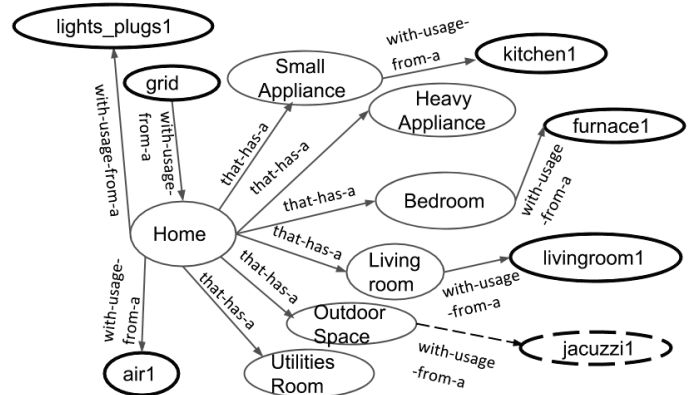 lights_plugs1
grid
with-usage-from-a
with-usage-
from-a
Small
Appliance
with-usage-
from-a
kitchen1
Heavy
Appliance
furnace1
that-has-a
that-has-a
that-has-a
Bedroom
with-usage
-from-a
Home
that-has-a
Living
room
livingroom1
with-usage
-from-a
that-has-a
Outdoor
Space
jacuzzi1
with-usage
-from-a
that-has-a
Utilities
Room
with-usage-
from-a
air1